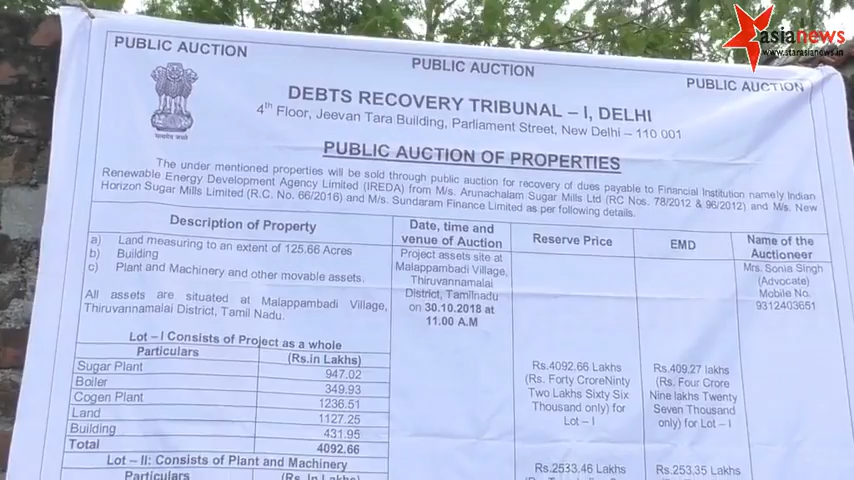 asianews
www.starasianews.in
PUBLIC AUCTION
PUBLIC AUCTION
PUBLIC AUCTION
DEBTS RECOVERY TRIBUNAL – I, DELHI
4th Floor, Jeevan Tara Building, Parliament Street, New Delhi – 110 001
PUBLIC AUCTION OF PROPERTIES
The under mentioned properties will be sold through public auction for recovery of dues payable to Financial Institution namely Indian
Renewable Energy Development Agency Limited (IREDA) from M/s. Arunachalam Sugar Mills Ltd (RC Nos. 78/2012 & 96/2012) and M/s. New
Horizon Sugar Mills Limited (R.C. No. 66/2016) and M/s. Sundaram Finance Limited as per following details.
Description of Property
a) Land measuring to an extent of 125.66 Acres
b) Building
c) Plant and Machinery and other movable assets.
All assets are situated at Malappambadi Village,
Thiruvannamalai District, Tamil Nadu.
Date, time and
venue of Auction
Project assets site at
Malappambadi Village,
Thiruvannamalai
District, Tamilnadu
on 30.10.2018 at
11.00 A.M
Reserve Price
EMD
Name of the
Auctioneer
Mrs. Sonia Singh
(Advocate)
Mobile No.
9312403651
Lot – I Consists of Project as a whole
Particulars (Rs.in Lakhs)
Sugar Plant 947.02
Boiler 349.93
Cogen Plant 1236.51
Land 1127.25
Building 431.95
Total 4092.66
Rs.4092.66 Lakhs
(Rs. Forty CroreNinty
Two Lakhs Sixty Six
Thousand only) for
Lot – I
Rs.409.27 lakhs
(Rs. Four Crore
Nine lakhs Twenty
Seven Thousand
only) for Lot – I
Lot – II: Consists of Plant and Machinery
Particulars (Rs.in Lakhs)
Rs.2533.46 Lakhs
Rs.253.35 Lakhs